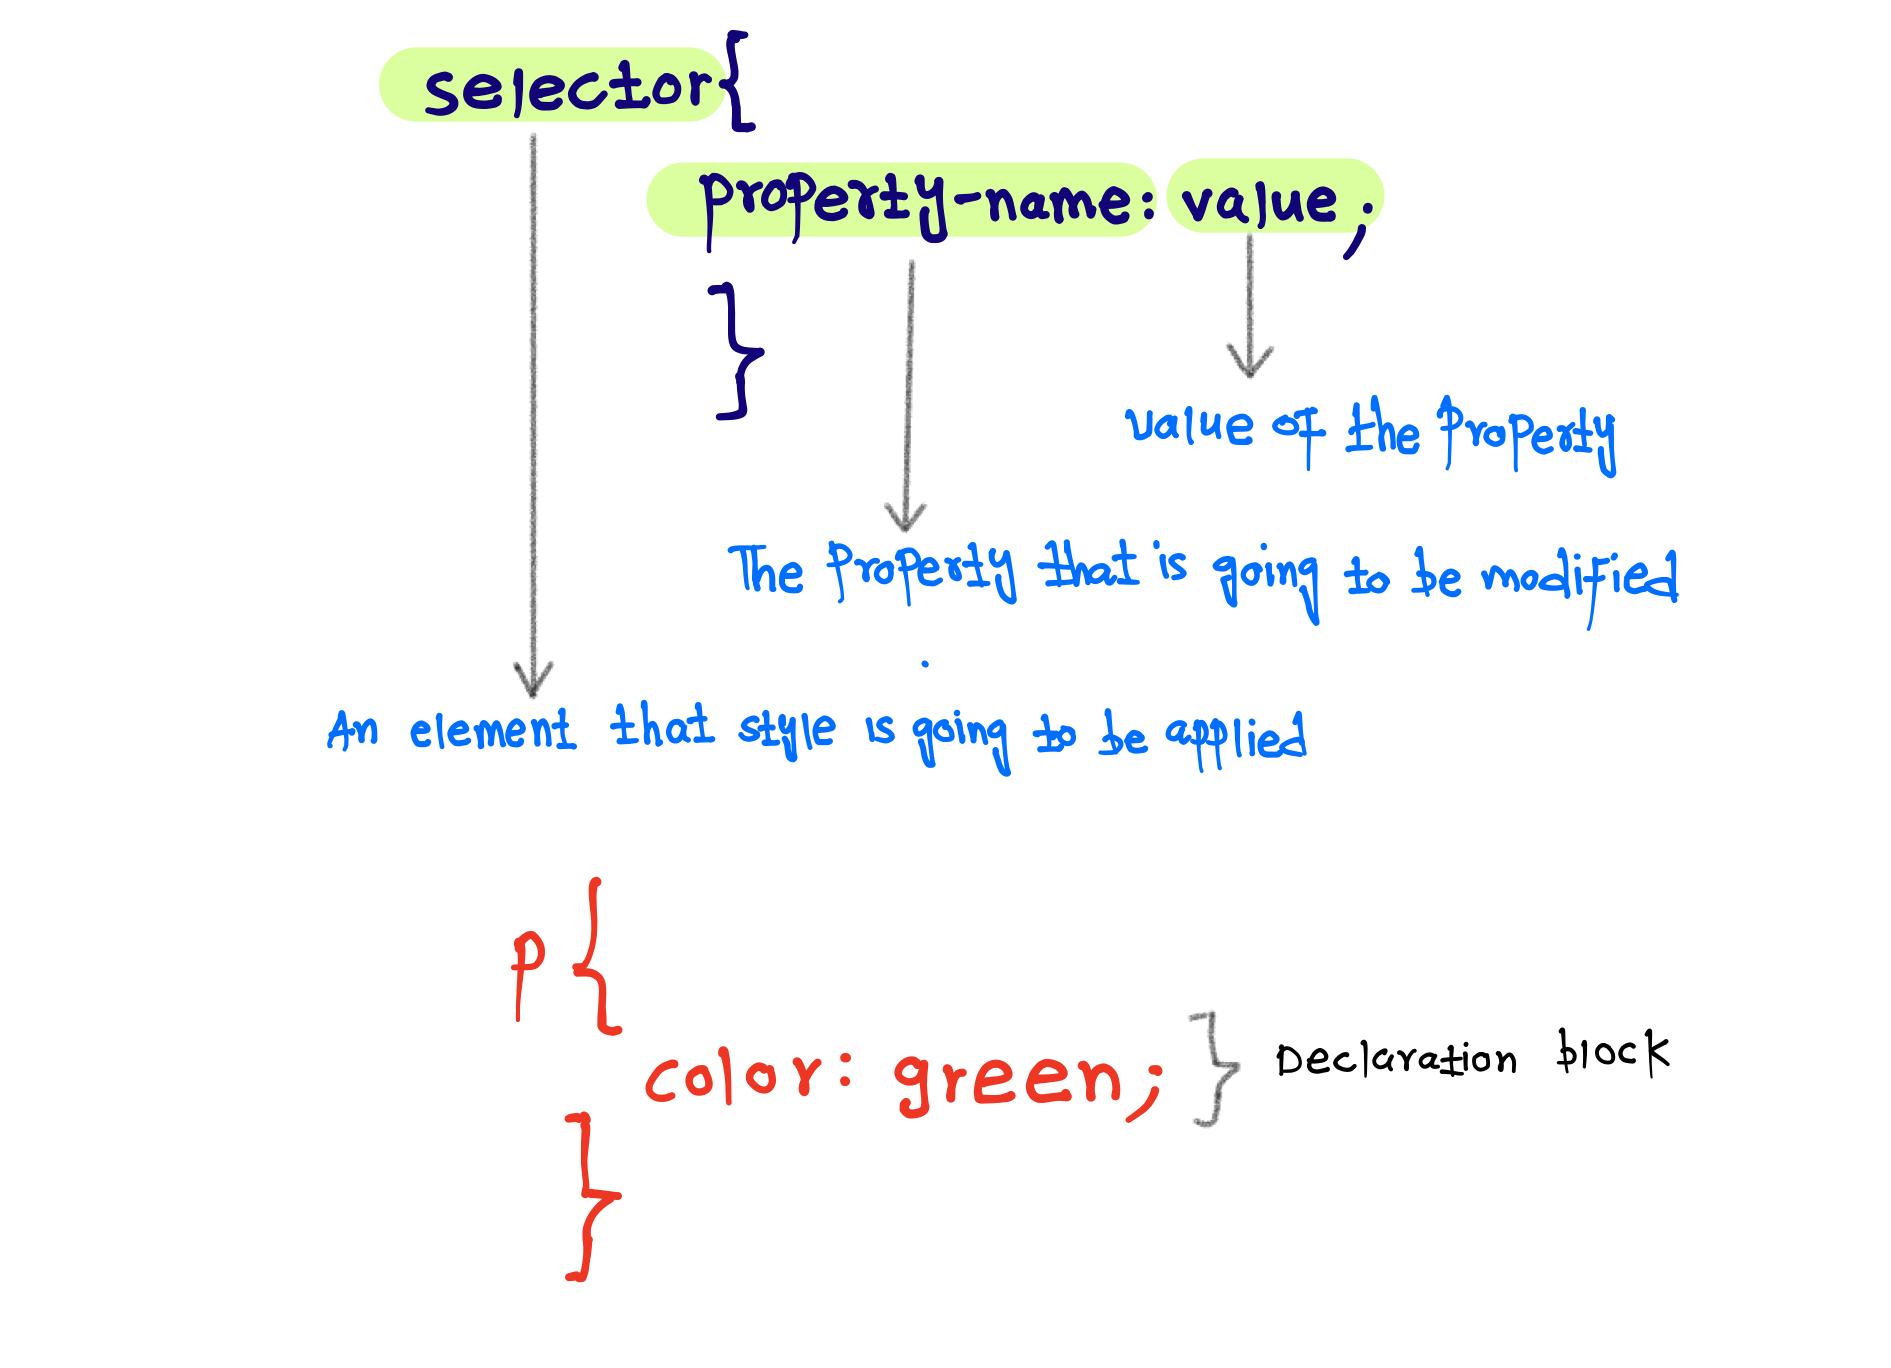 selector{
property-name: value;
}
value of the Property
The Property that is going to be modified
.
An element that style is going to be applied
p {
color: green; } Declaration block
}